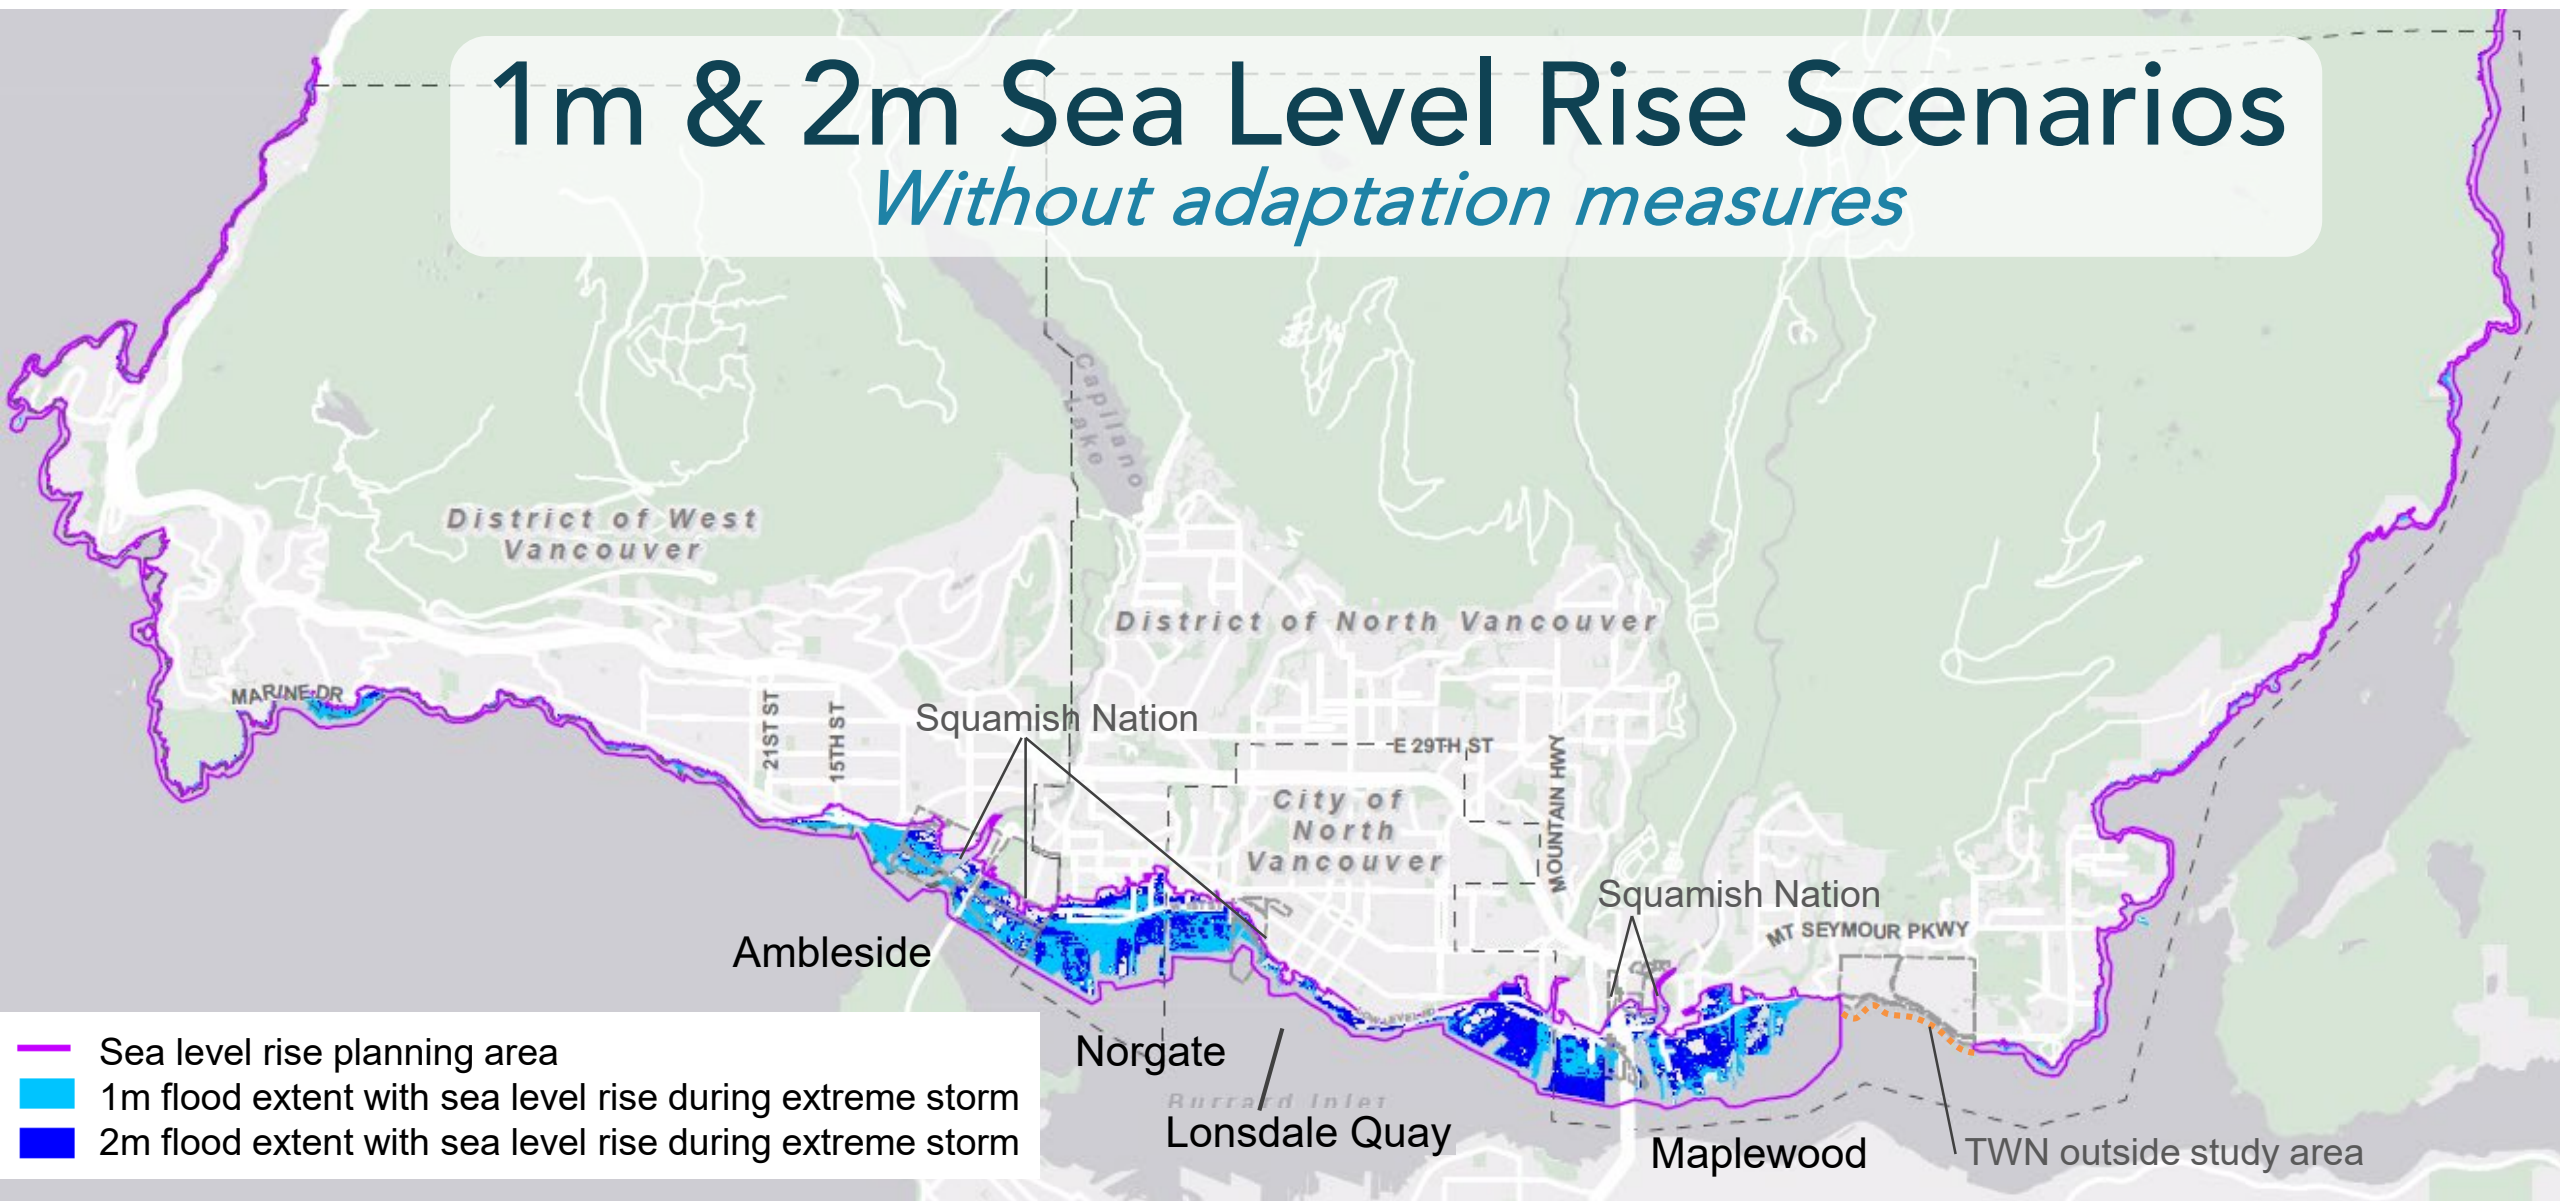 1m & 2m Sea Level Rise Scenarios
Without adaptation measures
Capilano
Lake
District of West
Vancouver
District of North Vancouver
MARINE DR
21ST ST
15TH ST
Squamish Nation
E 29TH ST
MOUNTAIN HWY
City of
North
Vancouver
Squamish Nation
MT SEYMOUR PKWY
Ambleside
LOW LEVEL RD
Norgate
Burrard Inlet
Lonsdale Quay
Maplewood
TWN outside study area
Sea level rise planning area
1m flood extent with sea level rise during extreme storm
2m flood extent with sea level rise during extreme storm